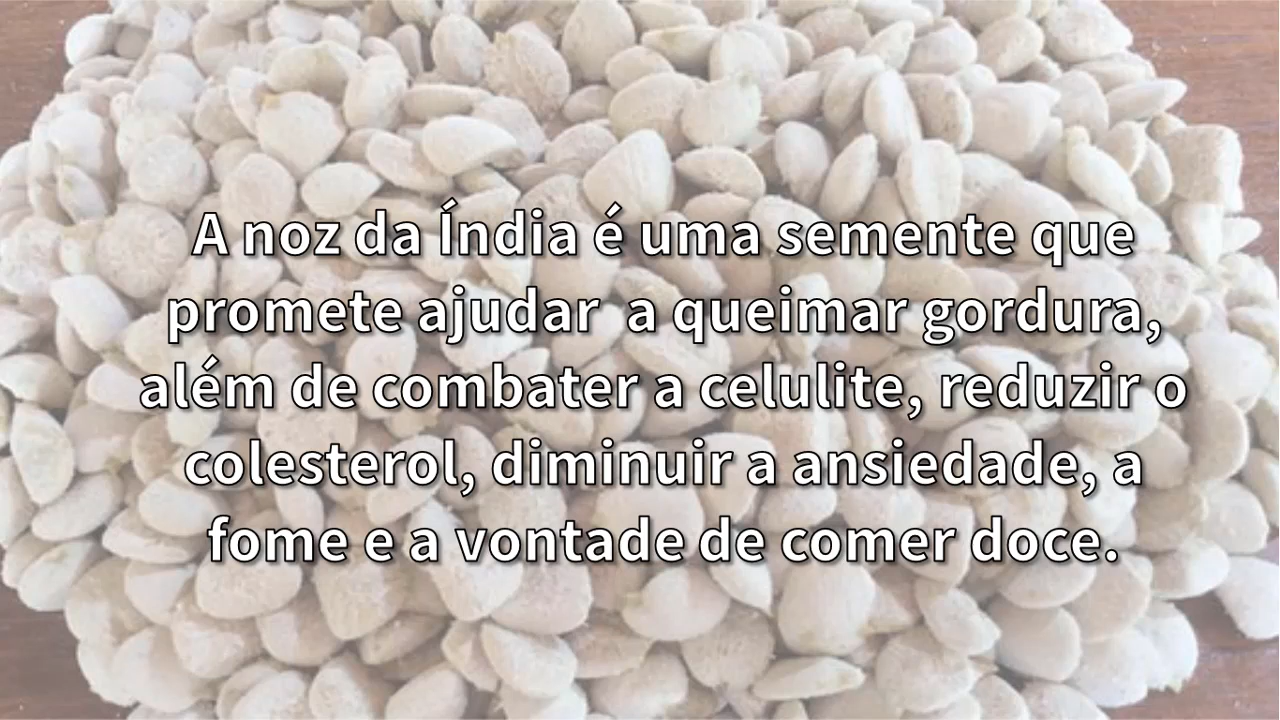 A noz da Índia é uma semente que
promete ajudar  a queimar gordura,
além de combater a celulite, reduzir o
colesterol, diminuir a ansiedade, a
fome e a vontade de comer doce.